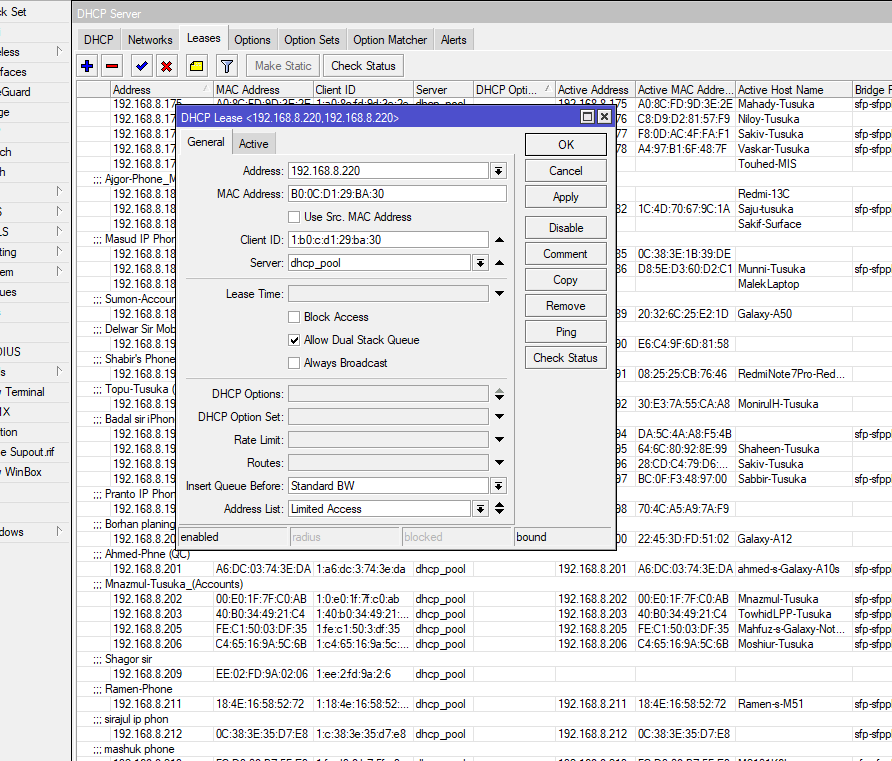 ck Set
DHCP Server
DHCP Networks Leases Options Option Sets Option Matcher Alerts
Make Static Check Status
Address MAC Address Client ID Server DHCP Opti... Active Address Active MAC Addre... Active Host Name Bridge P
DHCP Lease <192.168.8.220,192.168.8.220>
General Active
Address: 192.168.8.220
MAC Address: B0:0C:D1:29:BA:30
Use Src. MAC Address
Client ID: 1:b0:c:d1:29:ba:30
Server: dhcp_pool
Lease Time:
Block Access
Allow Dual Stack Queue
Always Broadcast
DHCP Options:
DHCP Option Set:
Rate Limit:
Routes:
Insert Queue Before: Standard BW
Address List: Limited Access
enabled radius blocked bound
OK
Cancel
Apply
Disable
Comment
Copy
Remove
Ping
Check Status
192.168.8.175 175 A0:8C:FD:9D:3E:2E Mahady-Tusuka sfp-sfpp
192.168.8.17 C8:D9:D2:81:57:F9 Niloy-Tusuka
192.168.8.17 77 F8:0D:AC:4F:FA:F1 Sakiv-Tusuka sfp-sfpp
192.168.8.17 78 A4:97:B1:6F:48:7F Vaskar-Tusuka sfp-sfpp
192.168.8.17 Touhed-MIS
;;; Ajgor-Phone_M
192.168.8.18 Redmi-13C
192.168.8.18 82 1C:4D:70:67:9C:1A Saju-tusuka sfp-sfpp
192.168.8.18 Sakif-Surface
;;; Masud IP Phon
192.168.8.18 85 0C:38:3E:1B:39:DE
192.168.8.18 86 D8:5E:D3:60:D2:C1 Munni-Tusuka sfp-sfpp
192.168.8.18 MalekLaptop
;;; Sumon-Accour
192.168.8.18 89 20:32:6C:25:E2:1D Galaxy-A50
;;; Delwar Sir Mob
192.168.8.19 90 E6:C4:9F:6D:81:58
;;; Shabir's Phone
192.168.8.19 91 08:25:25:CB:76:46 RedmiNote7Pro-Red...
;;; Topu-Tusuka (
192.168.8.19 92 30:E3:7A:55:CA:A8 MonirulH-Tusuka
;;; Badal sir iPhone
192.168.8.19 94 DA:5C:4A:A8:F5:4B sfp-sfpp
192.168.8.19 95 64:6C:80:92:8E:99 Shaheen-Tusuka
192.168.8.19 96 28:CD:C4:79:D6:... Sakiv-Tusuka
192.168.8.19 97 BC:0F:F3:48:97:00 Sabbir-Tusuka sfp-sfpp
;;; Pranto IP Phon
192.168.8.19 98 70:4C:A5:A9:7A:F9
;;; Borhan planing
192.168.8.20 00 22:45:3D:FD:51:02 Galaxy-A12
;;; Ahmed-Phne (QC)
192.168.8.201 A6:DC:03:74:3E:DA 1:a6:dc:3:74:3e:da dhcp_pool 192.168.8.201 A6:DC:03:74:3E:DA ahmed-s-Galaxy-A10s sfp-sfpp
;;; Mnazmul-Tusuka_(Accounts)
192.168.8.202 00:E0:1F:7F:C0:AB 1:0:e0:1f:7f:c0:ab dhcp_pool 192.168.8.202 00:E0:1F:7F:C0:AB Mnazmul-Tusuka sfp-sfpp
192.168.8.203 40:B0:34:49:21:C4 1:40:b0:34:49:21:... dhcp_pool 192.168.8.203 40:B0:34:49:21:C4 TowhidLPP-Tusuka sfp-sfpp
192.168.8.205 FE:C1:50:03:DF:35 1:fe:c1:50:3:df:35 dhcp_pool 192.168.8.205 FE:C1:50:03:DF:35 Mahfuz-s-Galaxy-Not... sfp-sfpp
192.168.8.206 C4:65:16:9A:5C:6B 1:c4:65:16:9a:5c:... dhcp_pool 192.168.8.206 C4:65:16:9A:5C:6B Moshiur-Tusuka sfp-sfpp
;;; Shagor sir
192.168.8.209 EE:02:FD:9A:02:06 1:ee:2:fd:9a:2:6 dhcp_pool
;;; Ramen-Phone
192.168.8.211 18:4E:16:58:52:72 1:18:4e:16:58:52:... dhcp_pool 192.168.8.211 18:4E:16:58:52:72 Ramen-s-M51 sfp-sfpp
;;; sirajul ip phon
192.168.8.212 0C:38:3E:35:D7:E8 1:c:38:3e:35:d7:e8 dhcp_pool 192.168.8.212 0C:38:3E:35:D7:E8 sfp-sfpp
;;; mashuk phone
eless
faces
eGuard
ge
ch
h
S
LS
ting
em
ues
DIUS
s
v Terminal
X
tion
e Supout.rif
v WinBox
dows